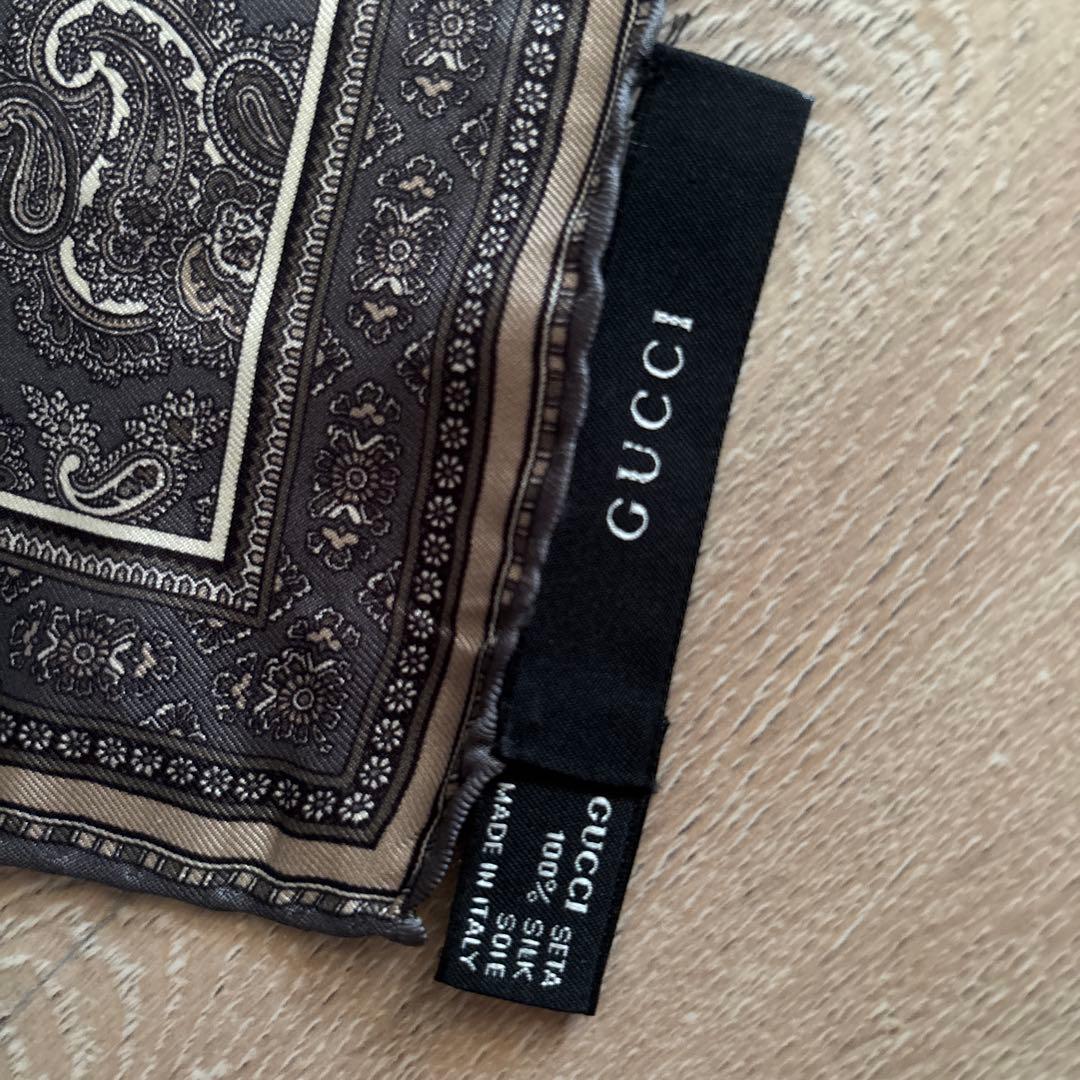 GUCCI
GUCCI SETA
100% SILK
SOIE
MADE IN ITALY